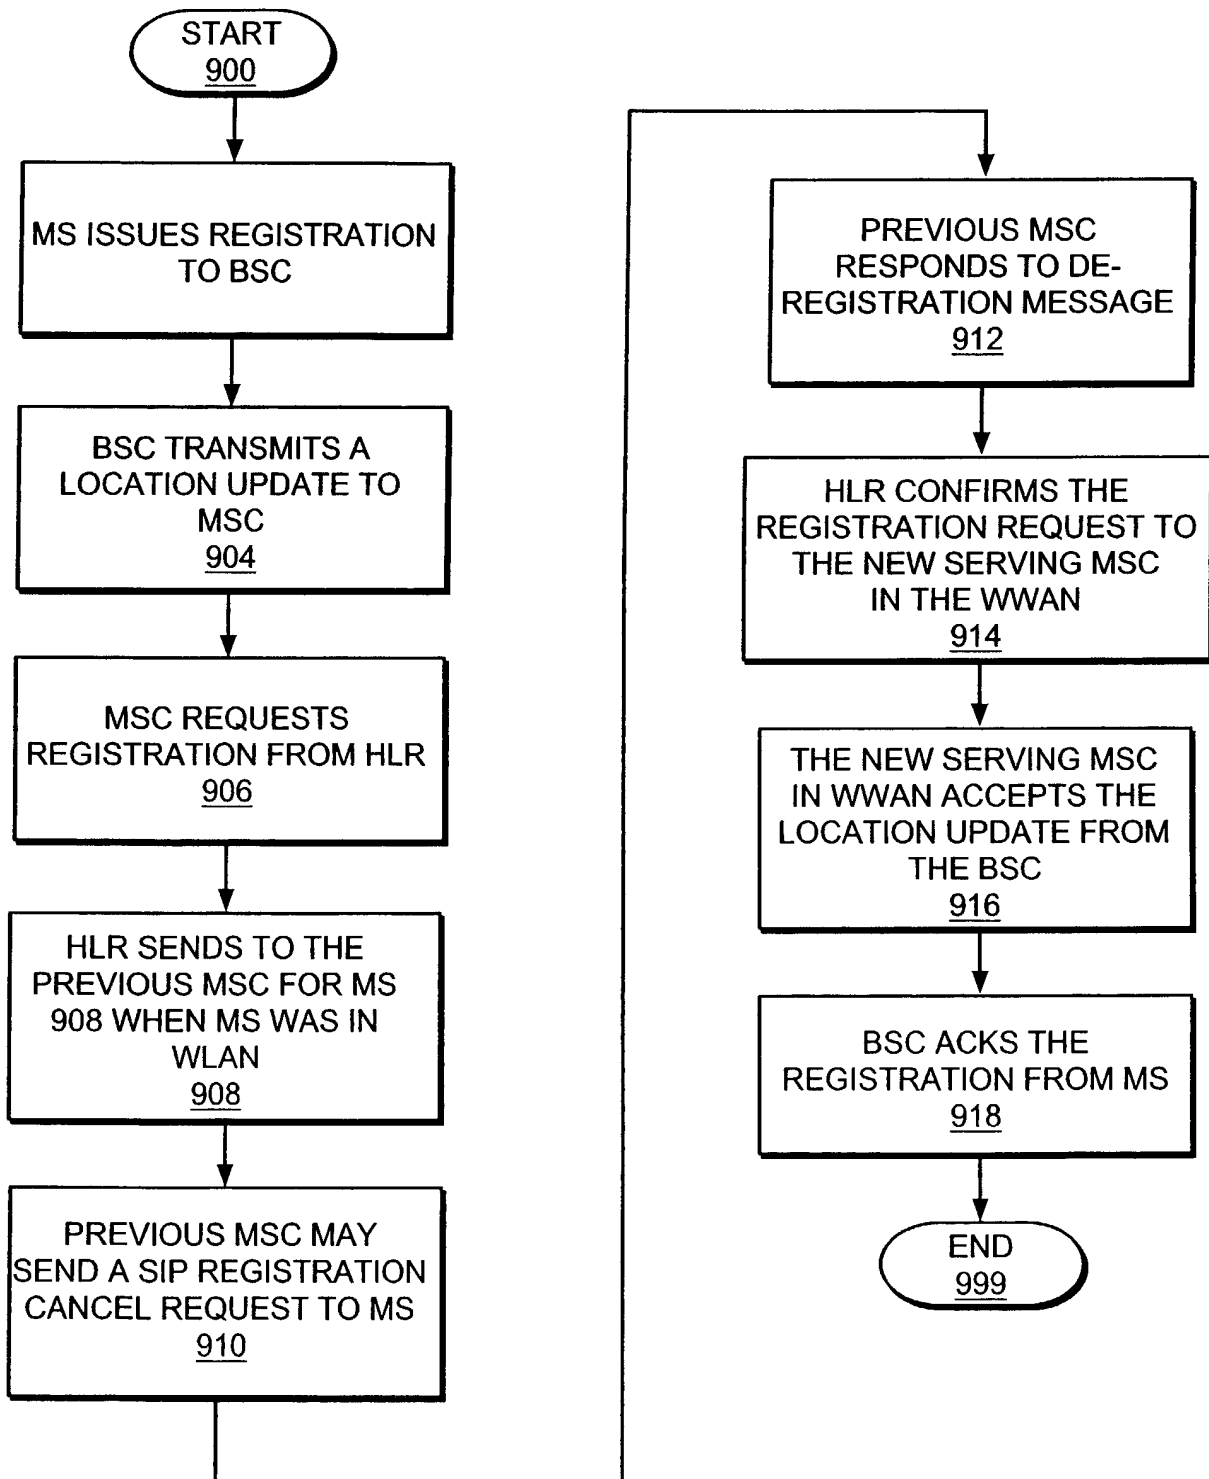 START
900
MS ISSUES REGISTRATION
TO BSC
BSC TRANSMITS A
LOCATION UPDATE TO
MSC
904
MSC REQUESTS
REGISTRATION FROM HLR
906
HLR SENDS TO THE
PREVIOUS MSC FOR MS
908 WHEN MS WAS IN
WLAN
908
PREVIOUS MSC MAY
SEND A SIP REGISTRATION
CANCEL REQUEST TO MS
910
PREVIOUS MSC
RESPONDS TO DE-
REGISTRATION MESSAGE
912
HLR CONFIRMS THE
REGISTRATION REQUEST TO
THE NEW SERVING MSC
IN THE WWAN
914
THE NEW SERVING MSC
IN WWAN ACCEPTS THE
LOCATION UPDATE FROM
THE BSC
916
BSC ACKS THE
REGISTRATION FROM MS
918
END
999